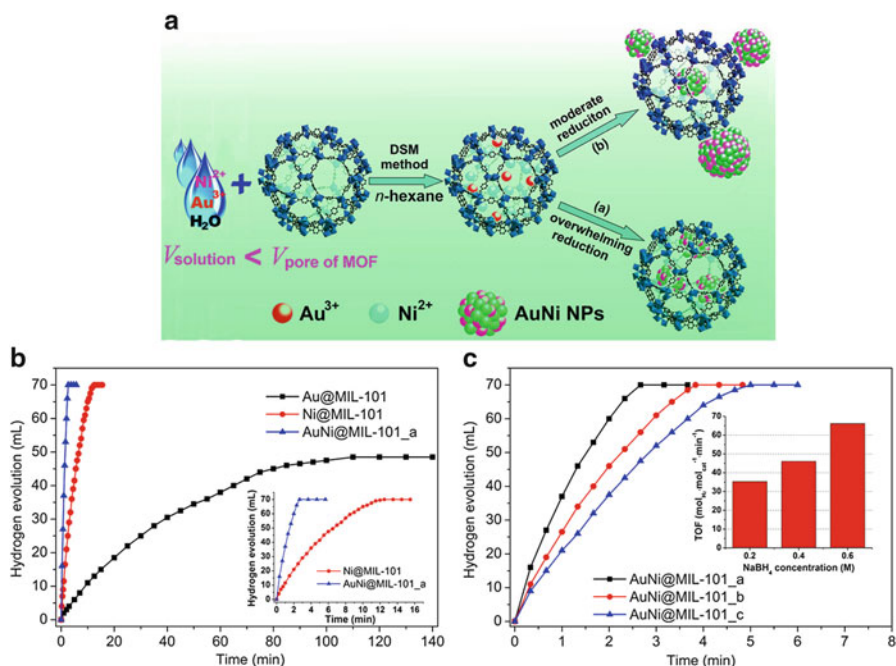 a
Ni2+
Au3+
H2O
+
DSM
method
n-hexane
moderate
reduciton
(b)
(a)
overwhelming
reduction
Vsolution < Vpore of MOF
Au3+
Ni2+
AuNi NPs
b
Hydrogen evolution (mL)
70
60
50
40
30
20
10
0
0 20 40 60 80 100 120 140
Time (min)
Au@MIL-101
Ni@MIL-101
AuNi@MIL-101_a
Hydrogen evolution (mL)
70
60
50
40
30
20
10
0
0 2 4 6 8 10 12 14 16
Time (min)
Ni@MIL-101
AuNi@MIL-101_a
c
Hydrogen evolution (mL)
70
60
50
40
30
20
10
0
0 1 2 3 4 5 6 7 8
Time (min)
AuNi@MIL-101_a
AuNi@MIL-101_b
AuNi@MIL-101_c
TOF (molH2 molcat-1 min-1)
70
60
50
40
30
20
10
0
0.2 0.4 0.6
NaBH4 concentration (M)